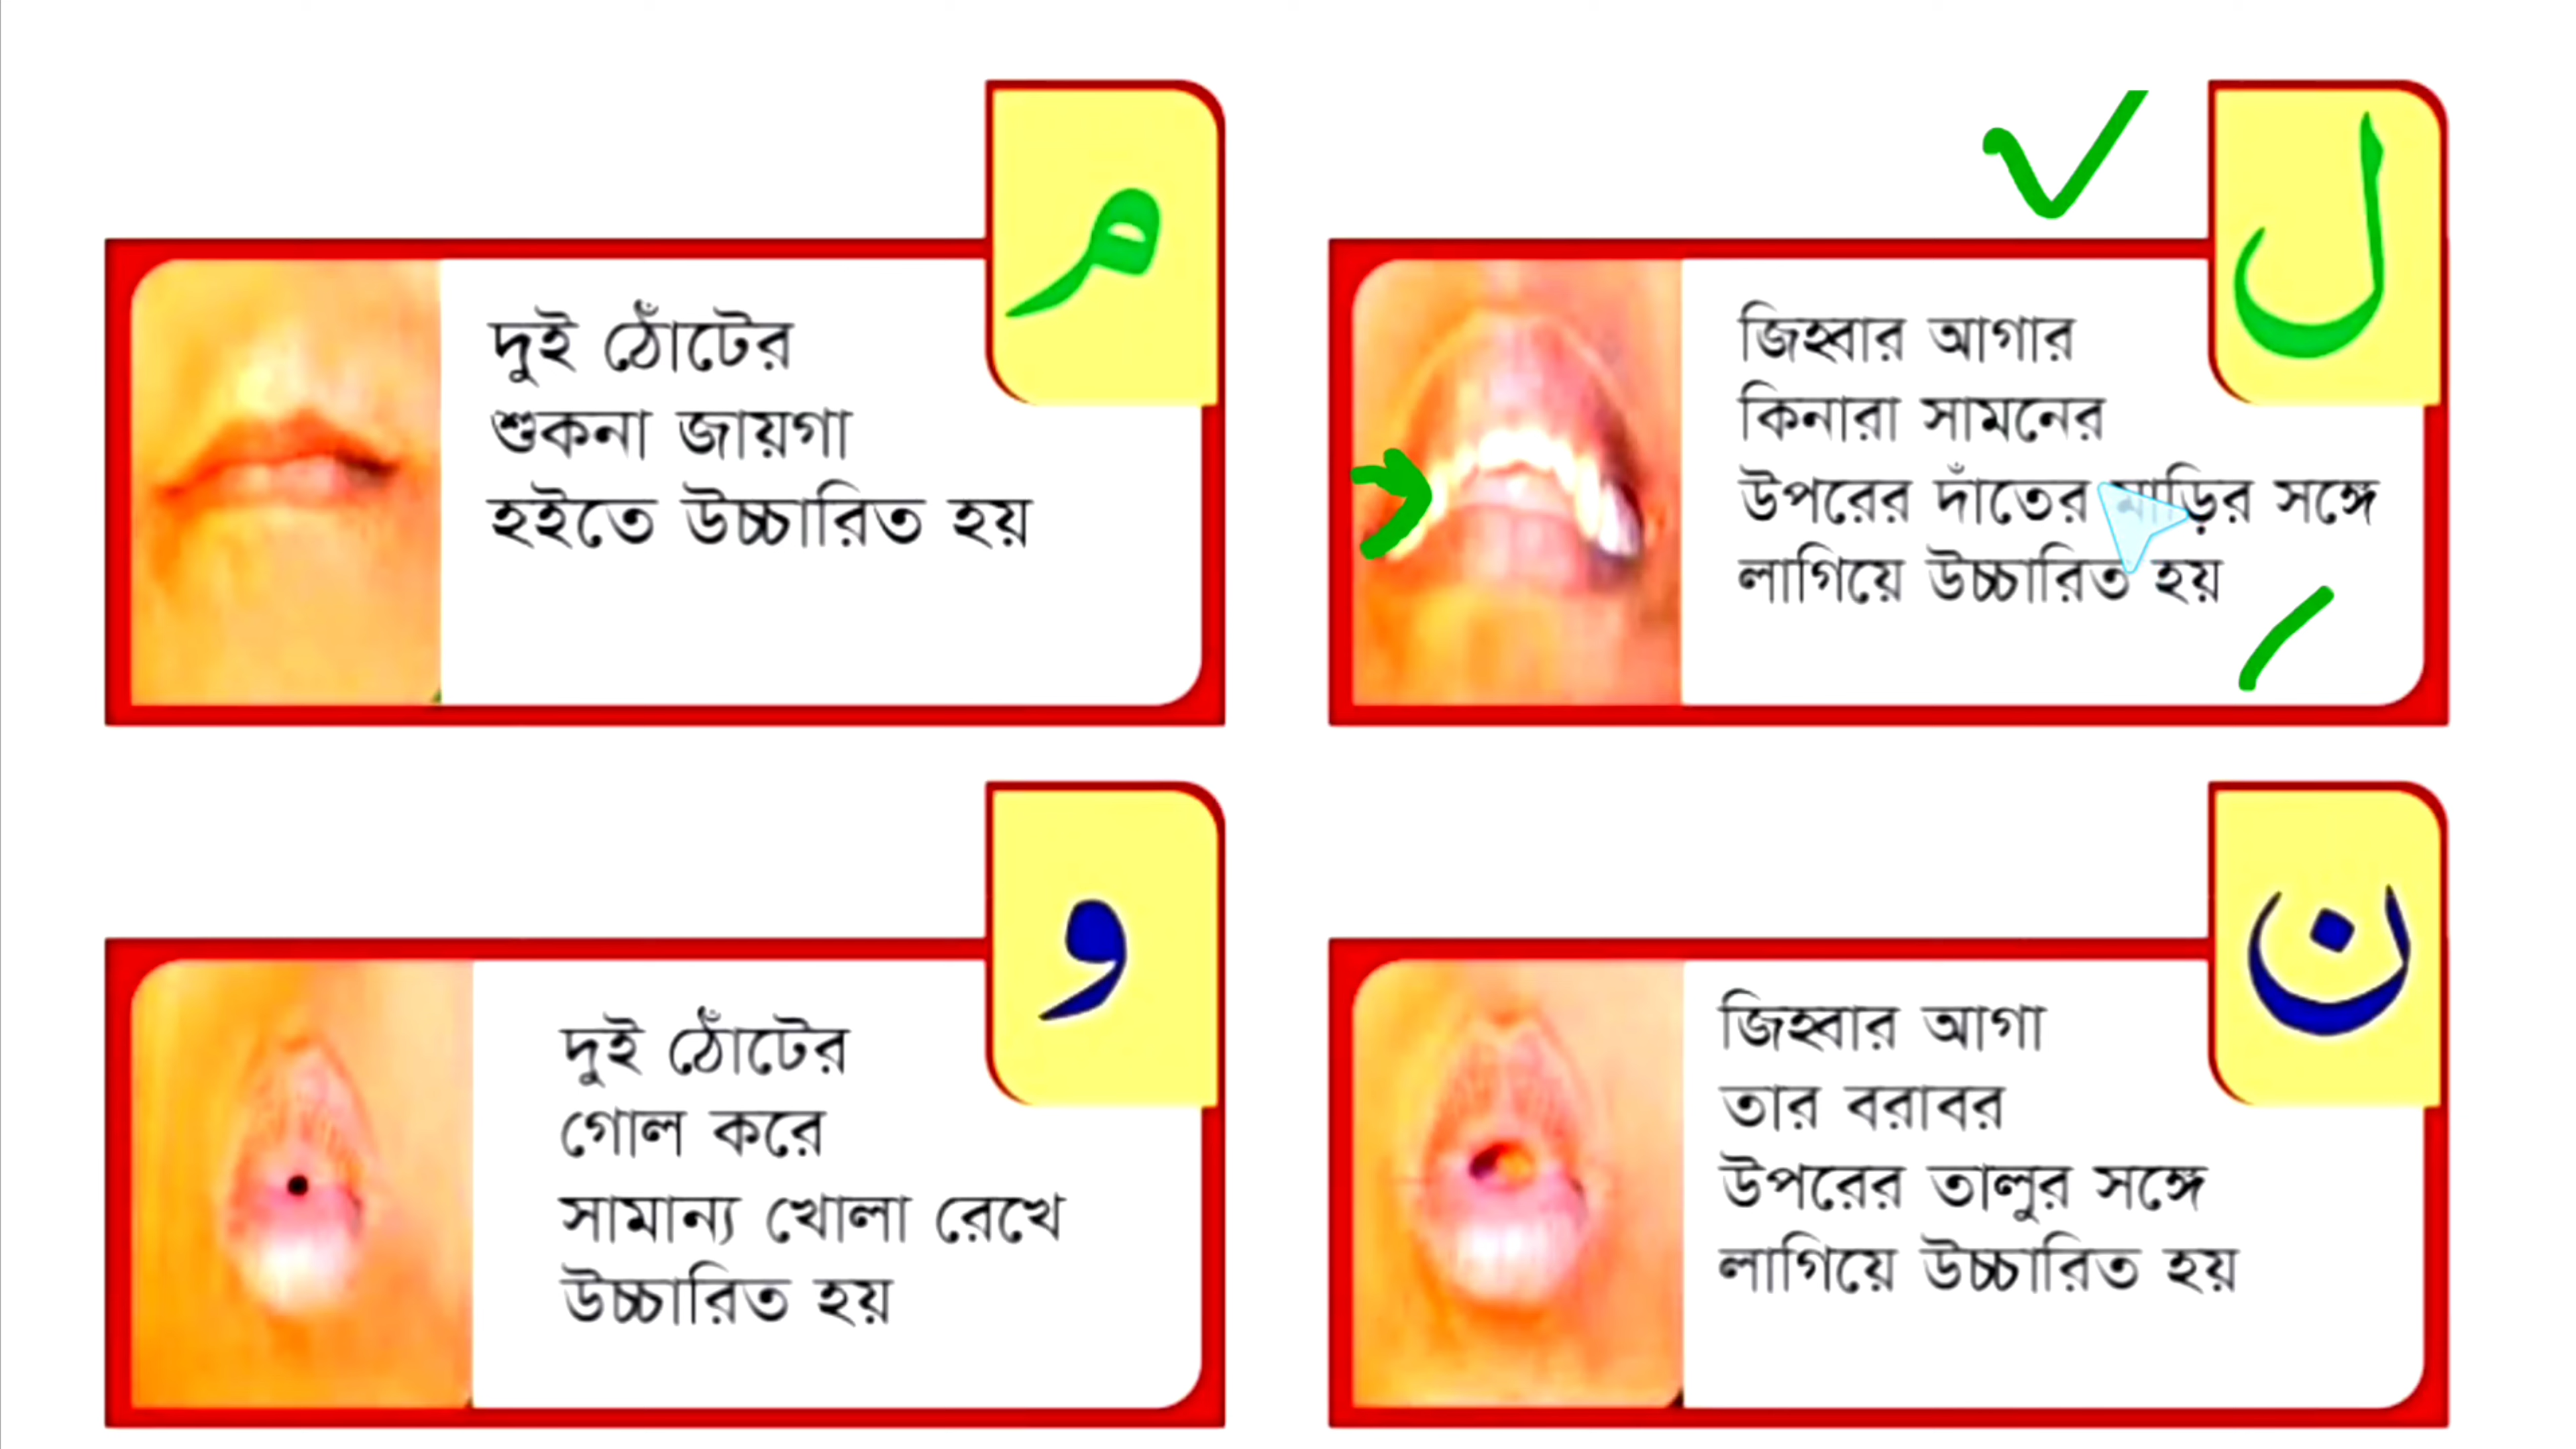 م
দুই ঠোঁটের
শুকনা জায়গা
হইতে উচ্চারিত হয়
ل
জিহ্বার আগার
কিনারা সামনের
উপরের দাঁতের মাড়ির সঙ্গে
লাগিয়ে উচ্চারিত হয়
و
দুই ঠোঁটের
গোল করে
সামান্য খোলা রেখে
উচ্চারিত হয়
ن
জিহ্বার আগা
তার বরাবর
উপরের তালুর সঙ্গে
লাগিয়ে উচ্চারিত হয়